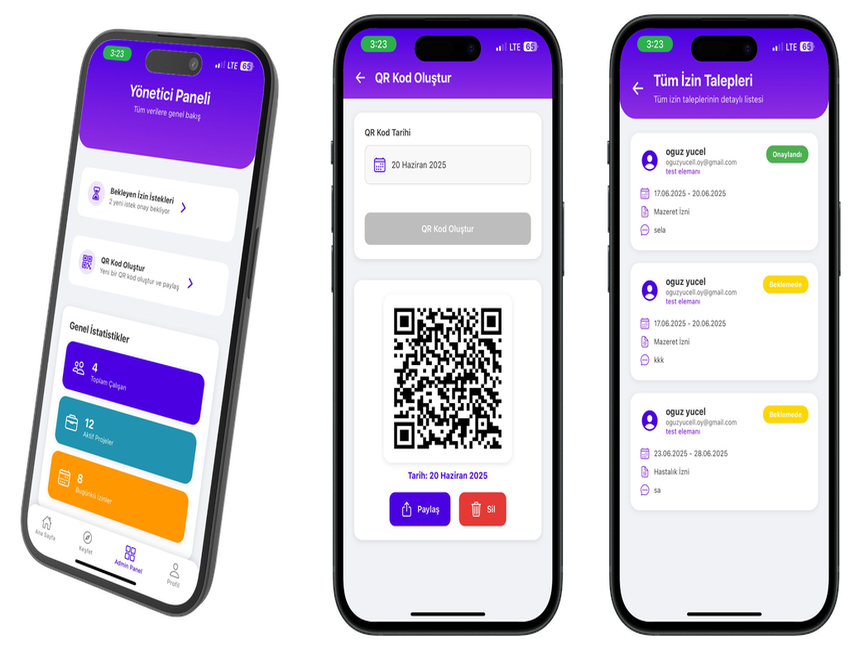 3:23
LTE 65
Yönetici Paneli
Tüm verilere genel bakış
Bekleyen İzin İstekleri
2 yeni istek onay bekliyor
QR Kod Oluştur
Yeni bir QR kod oluştur ve paylaş
Genel İstatistikler
4
Toplam Çalışan
12
Aktif Projeler
8
Bugünkü İzinler
Ana Sayfa
Keşfet
Admin Panel
Profil
3:23
LTE 65
QR Kod Oluştur
QR Kod Tarihi
20 Haziran 2025
QR Kod Oluştur
Tarih: 20 Haziran 2025
Paylaş
Sil
3:23
LTE 65
Tüm İzin Talepleri
Tüm izin taleplerinin detaylı listesi
oguz yucel
Onaylandı
oguzyucell.oy@gmail.com
test elemanı
17.06.2025 - 20.06.2025
Mazeret İzni
sela
oguz yucel
Beklemede
oguzyucell.oy@gmail.com
test elemanı
17.06.2025 - 20.06.2025
Mazeret İzni
kkk
oguz yucel
Beklemede
oguzyucell.oy@gmail.com
test elemanı
23.06.2025 - 28.06.2025
Hastalık İzni
sa